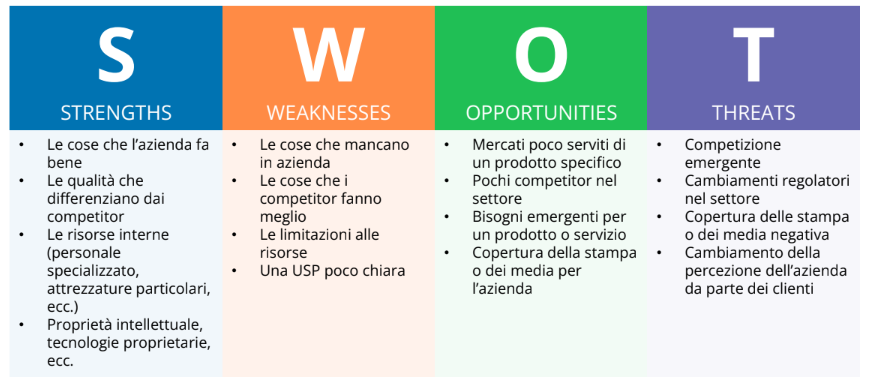 S
STRENGTHS
• Le cose che l'azienda fa
bene
• Le qualità che
differenziano dai
competitor
• Le risorse interne
(personale
specializzato,
attrezzature particolari,
ecc.)
• Proprietà intellettuale,
tecnologie proprietarie,
ecc.
W
WEAKNESSES
• Le cose che mancano
in azienda
• Le cose che i
competitor fanno
meglio
• Le limitazioni alle
risorse
• Una USP poco chiara
O
OPPORTUNITIES
• Mercati poco serviti di
un prodotto specifico
• Pochi competitor nel
settore
• Bisogni emergenti per
un prodotto o servizio
• Copertura della stampa
o dei media per
l'azienda
T
THREATS
• Competizione
emergente
• Cambiamenti regolatori
nel settore
• Copertura delle stampa
o dei media negativa
• Cambiamento della
percezione dell'azienda
da parte dei clienti